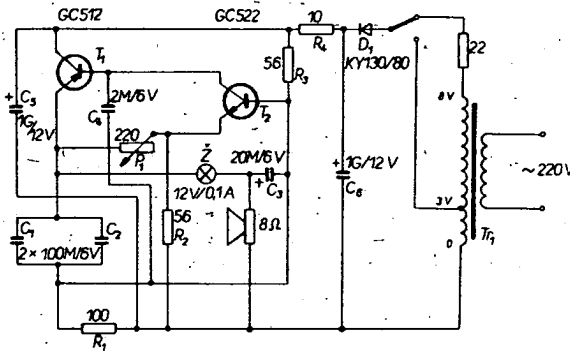 GC512
GC522
10
R4
D1
KY130/80
22
T1
56
R3
C5
1G/
12V
2M/6V
C4
T2
8V
220
P1
Ž
12V/0,1A
20M/6V
C3
1G/12V
C6
~220V
3V
C1
C2
2×100M/6V
56
R2
8Ω
0
Tr1
100
R1